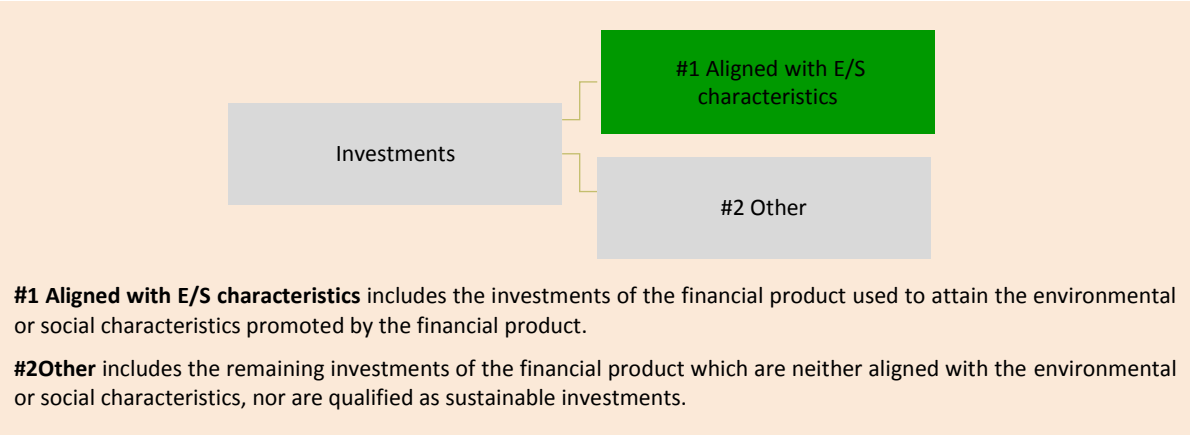 #1 Aligned with E/S
characteristics
Investments
#2 Other
#1 Aligned with E/S characteristics includes the investments of the financial product used to attain the environmental
or social characteristics promoted by the financial product.
#2Other includes the remaining investments of the financial product which are neither aligned with the environmental
or social characteristics, nor are qualified as sustainable investments.